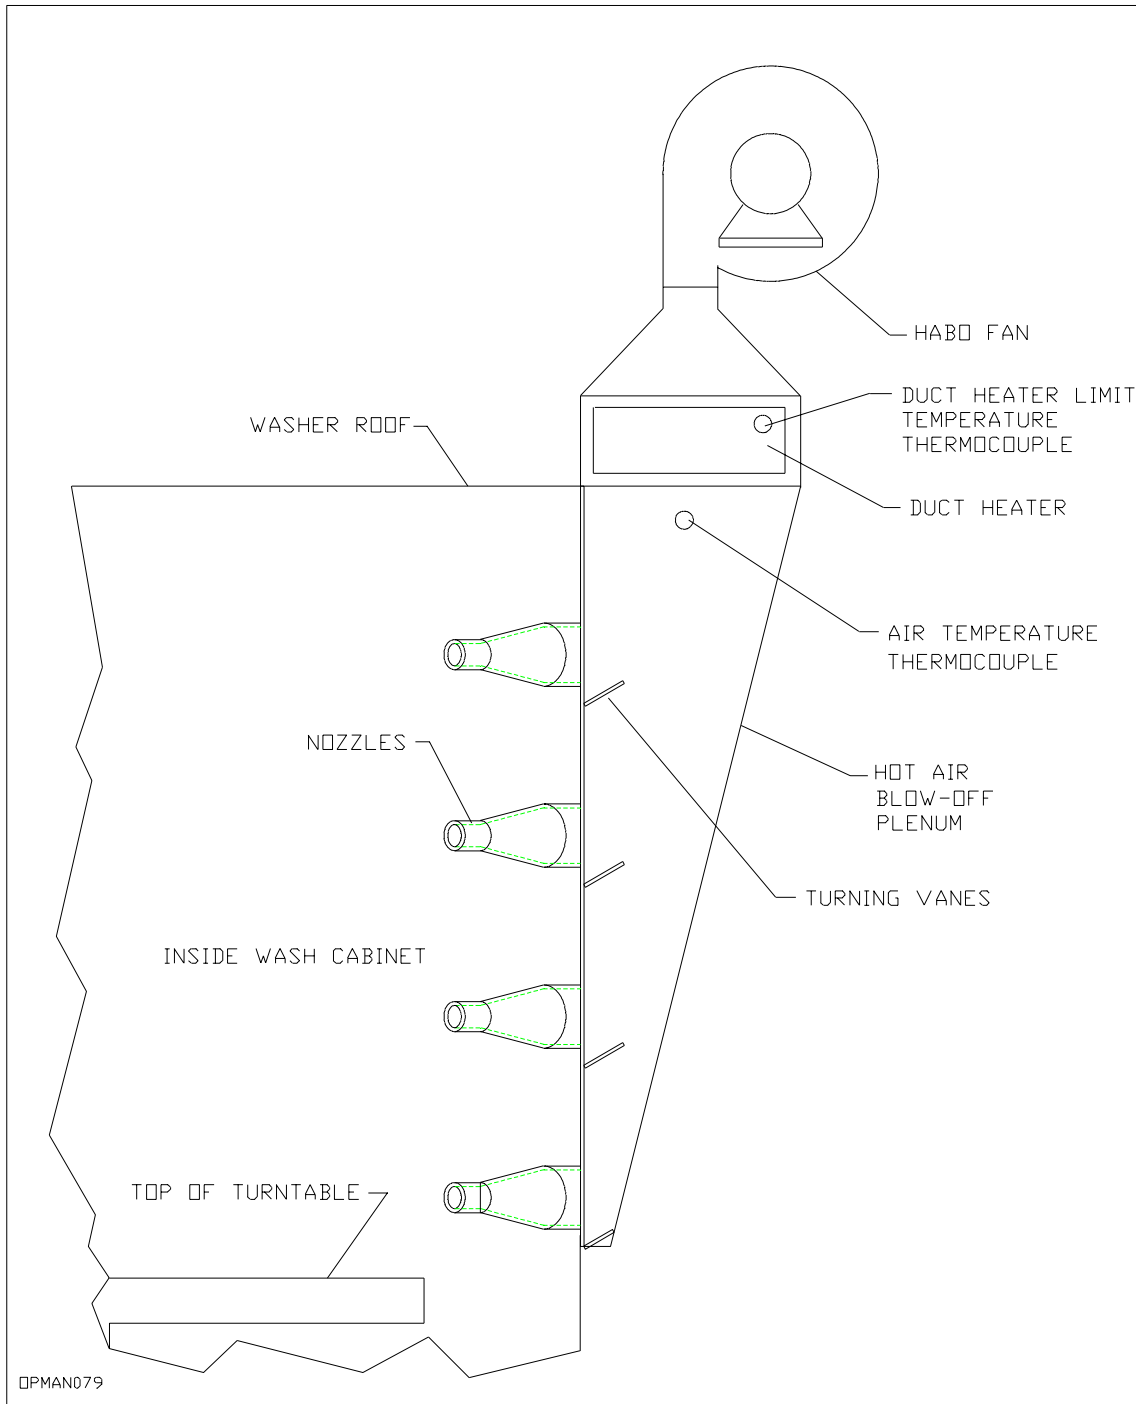 HABO FAN
DUCT HEATER LIMIT
TEMPERATURE
THERMOCOUPLE
WASHER ROOF
DUCT HEATER
AIR TEMPERATURE
THERMOCOUPLE
NOZZLES
HOT AIR
BLOW-OFF
PLENUM
TURNING VANES
INSIDE WASH CABINET
TOP OF TURNTABLE
OPMAN079